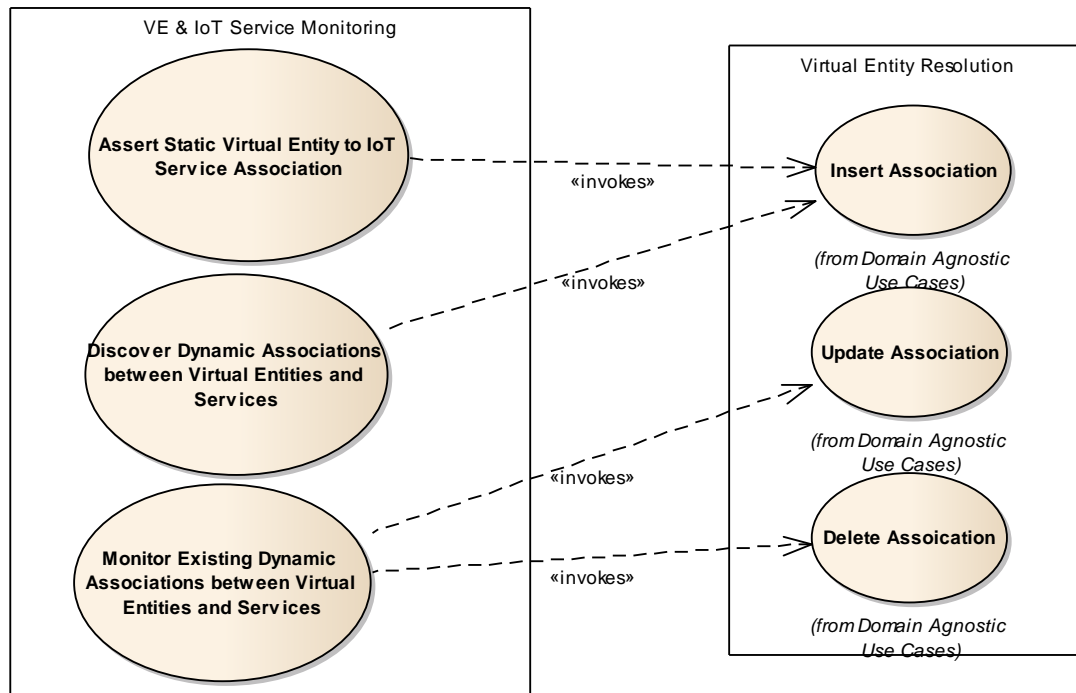 VE & IoT Service Monitoring
Assert Static Virtual Entity to IoT
Service Association
Discover Dynamic Associations
between Virtual Entities and
Services
Monitor Existing Dynamic
Associations between Virtual
Entities and Services
«invokes»
«invokes»
«invokes»
«invokes»
Virtual Entity Resolution
Insert Association
(from Domain Agnostic
Use Cases)
Update Association
(from Domain Agnostic
Use Cases)
Delete Assoication
(from Domain Agnostic
Use Cases)